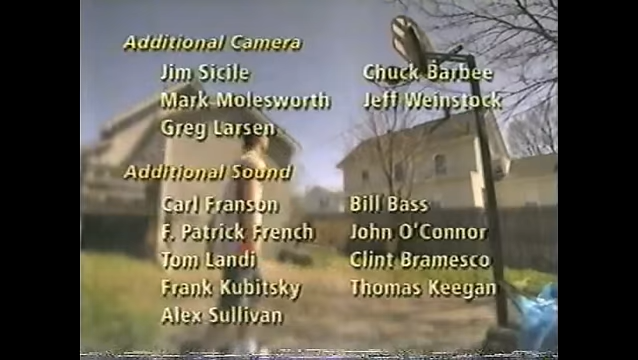 Additional Camera
Jim Sicile Chuck Barbee
Mark Molesworth Jeff Weinstock
Greg Larsen
Additional Sound
Carl Franson Bill Bass
F. Patrick French John O'Connor
Tom Landi Clint Bramesco
Frank Kubitsky Thomas Keegan
Alex Sullivan